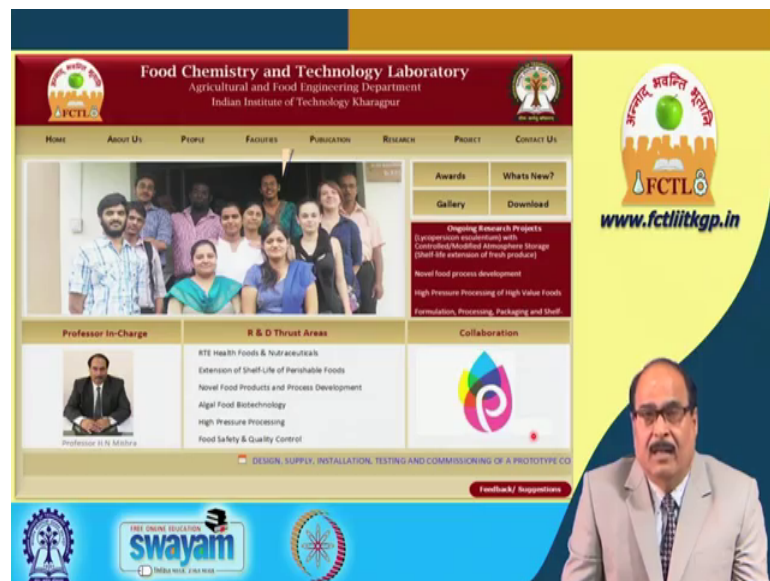 Food Chemistry and Technology Laboratory
Agricultural and Food Engineering Department
Indian Institute of Technology Kharagpur
FCTL
HOME ABOUT US PEOPLE FACILITIES PUBLICATION RESEARCH PROJECT CONTACT US
Awards Whats New?
Gallery Download
Ongoing Research Projects
(Lycopersicon esculentum) with
Controlled/Modified Atmosphere Storage
(Shelf-life extension of fresh produce)
Novel food process development
High Pressure Processing of High Value Foods
Formulation, Processing, Packaging and Shelf-
Professor In-Charge
Professor H.N Mishra
R & D Thrust Areas
RTE Health Foods & Nutraceuticals
Extension of Shelf-Life of Perishable Foods
Novel Food Products and Process Development
Algal Food Biotechnology
High Pressure Processing
Food Safety & Quality Control
Collaboration
DESIGN, SUPPLY, INSTALLATION, TESTING AND COMMISSIONING OF A PROTOTYPE CO
Feedback/ Suggestions
अन्नाद् भवन्ति भूतानि
FCTL
www.fctliitkgp.in
FREE ONLINE EDUCATION
swayam